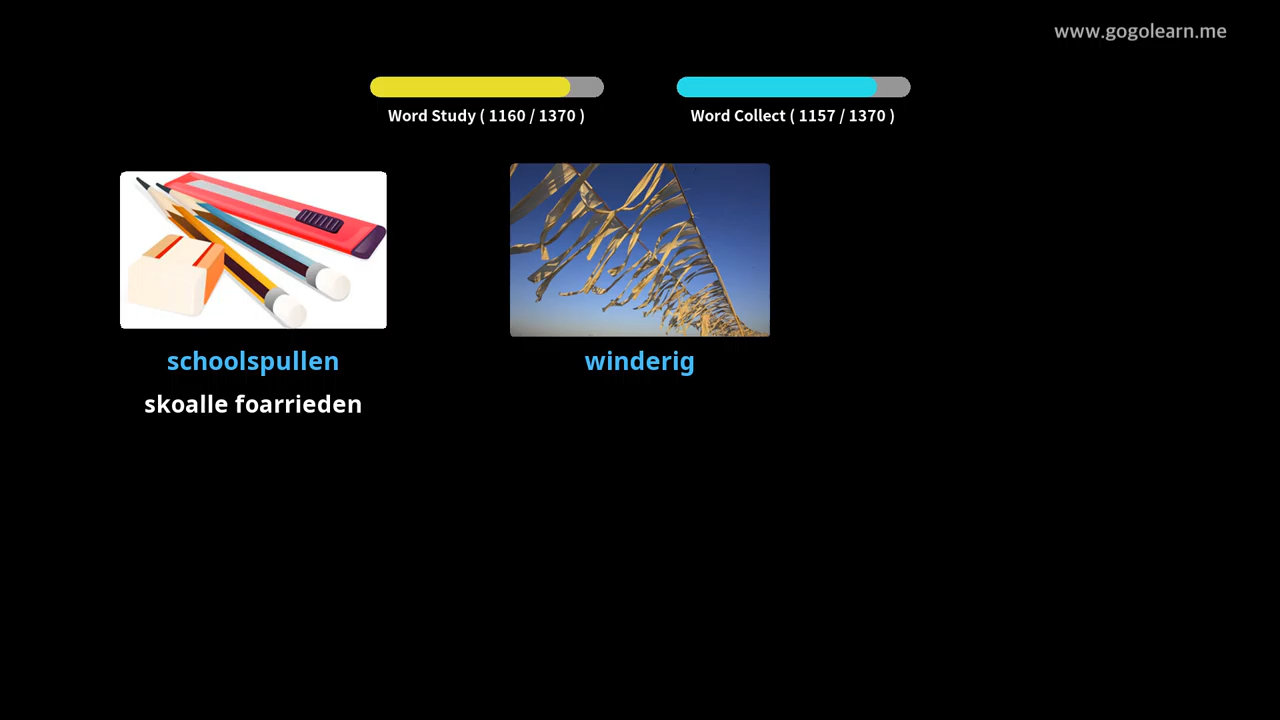 www.gogolearn.me
Word Study ( 1160 / 1370 )
Word Collect ( 1157 / 1370 )
schoolspullen
winderig
skoalle foarrieden